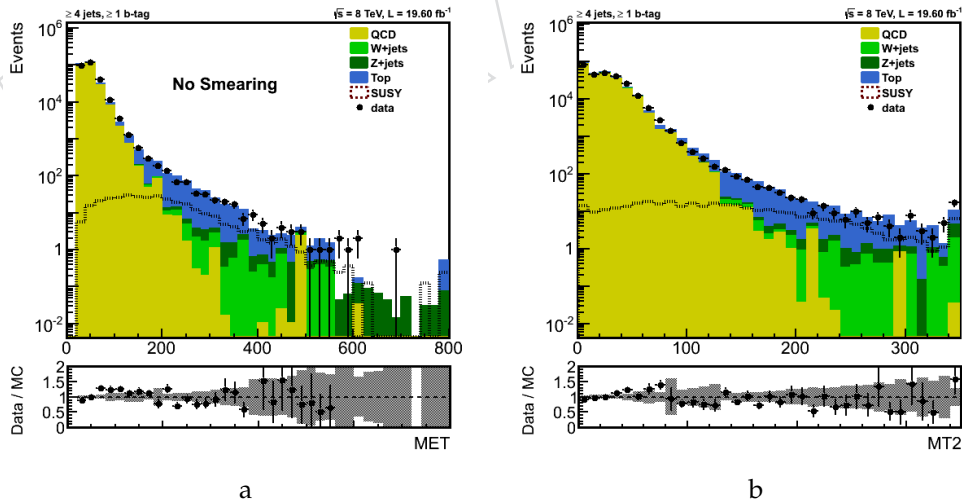 ≥ 4 jets, ≥ 1 b-tag
√s = 8 TeV, L = 19.60 fb⁻¹
Events
10⁶
10⁴
10²
1
10⁻²
No Smearing
QCD
W+jets
Z+jets
Top
SUSY
data
0 200 400 600 800
Data / MC
2
1.5
1
0.5
0
MET
a
≥ 4 jets, ≥ 1 b-tag
√s = 8 TeV, L = 19.60 fb⁻¹
Events
10⁶
10⁴
10²
1
10⁻²
QCD
W+jets
Z+jets
Top
SUSY
data
0 100 200 300
Data / MC
2
1.5
1
0.5
0
MT2
b